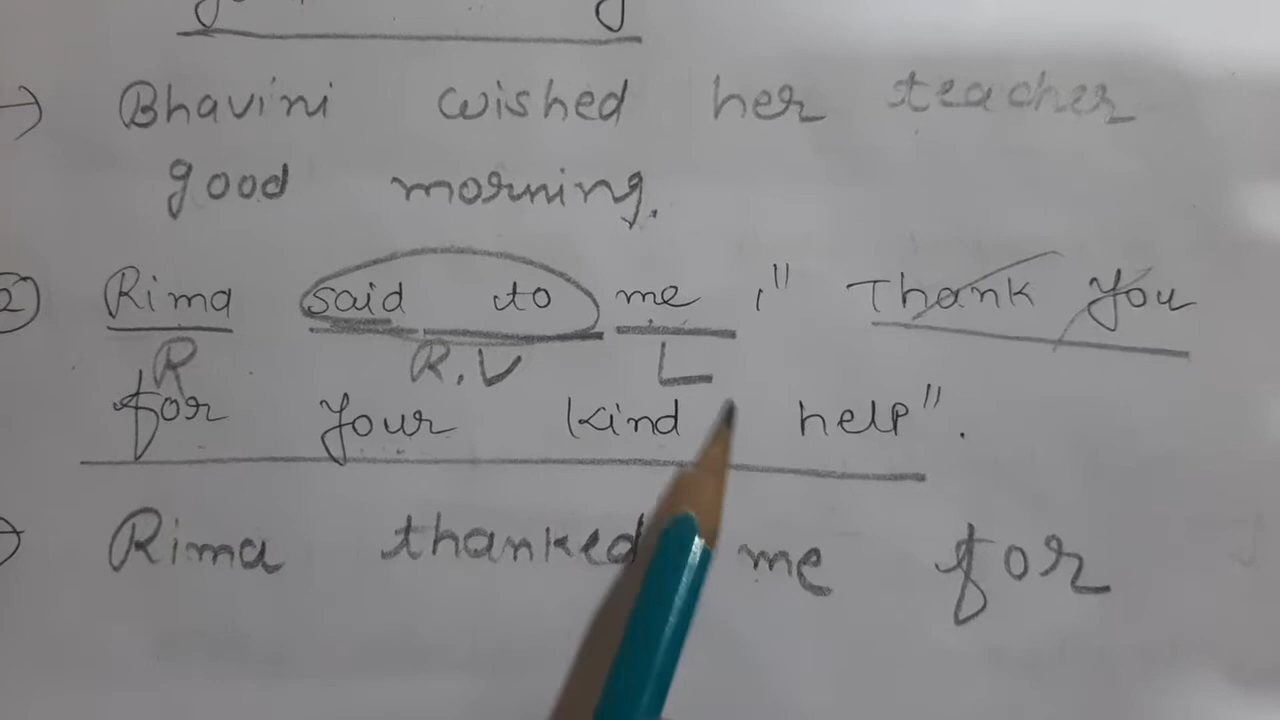 → Bhavini wished her teacher
good morning.
② Rima said to me ," Thank you
R R.V L
for your kind help".
→ Rima thanked me for